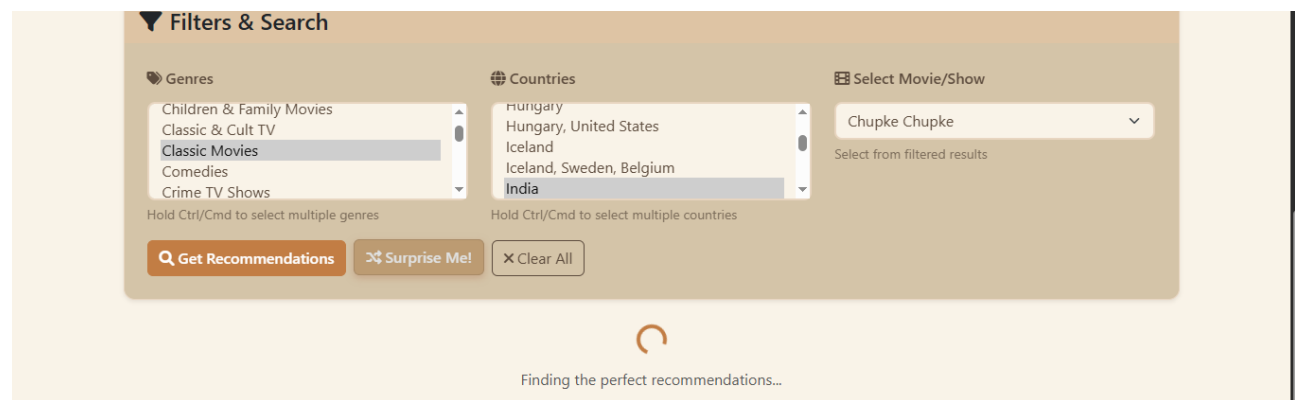 Filters & Search
Genres
Children & Family Movies
Classic & Cult TV
Classic Movies
Comedies
Crime TV Shows
Hold Ctrl/Cmd to select multiple genres
Countries
Hungary
Hungary, United States
Iceland
Iceland, Sweden, Belgium
India
Hold Ctrl/Cmd to select multiple countries
Select Movie/Show
Chupke Chupke
Select from filtered results
Get Recommendations
Surprise Me!
Clear All
Finding the perfect recommendations...